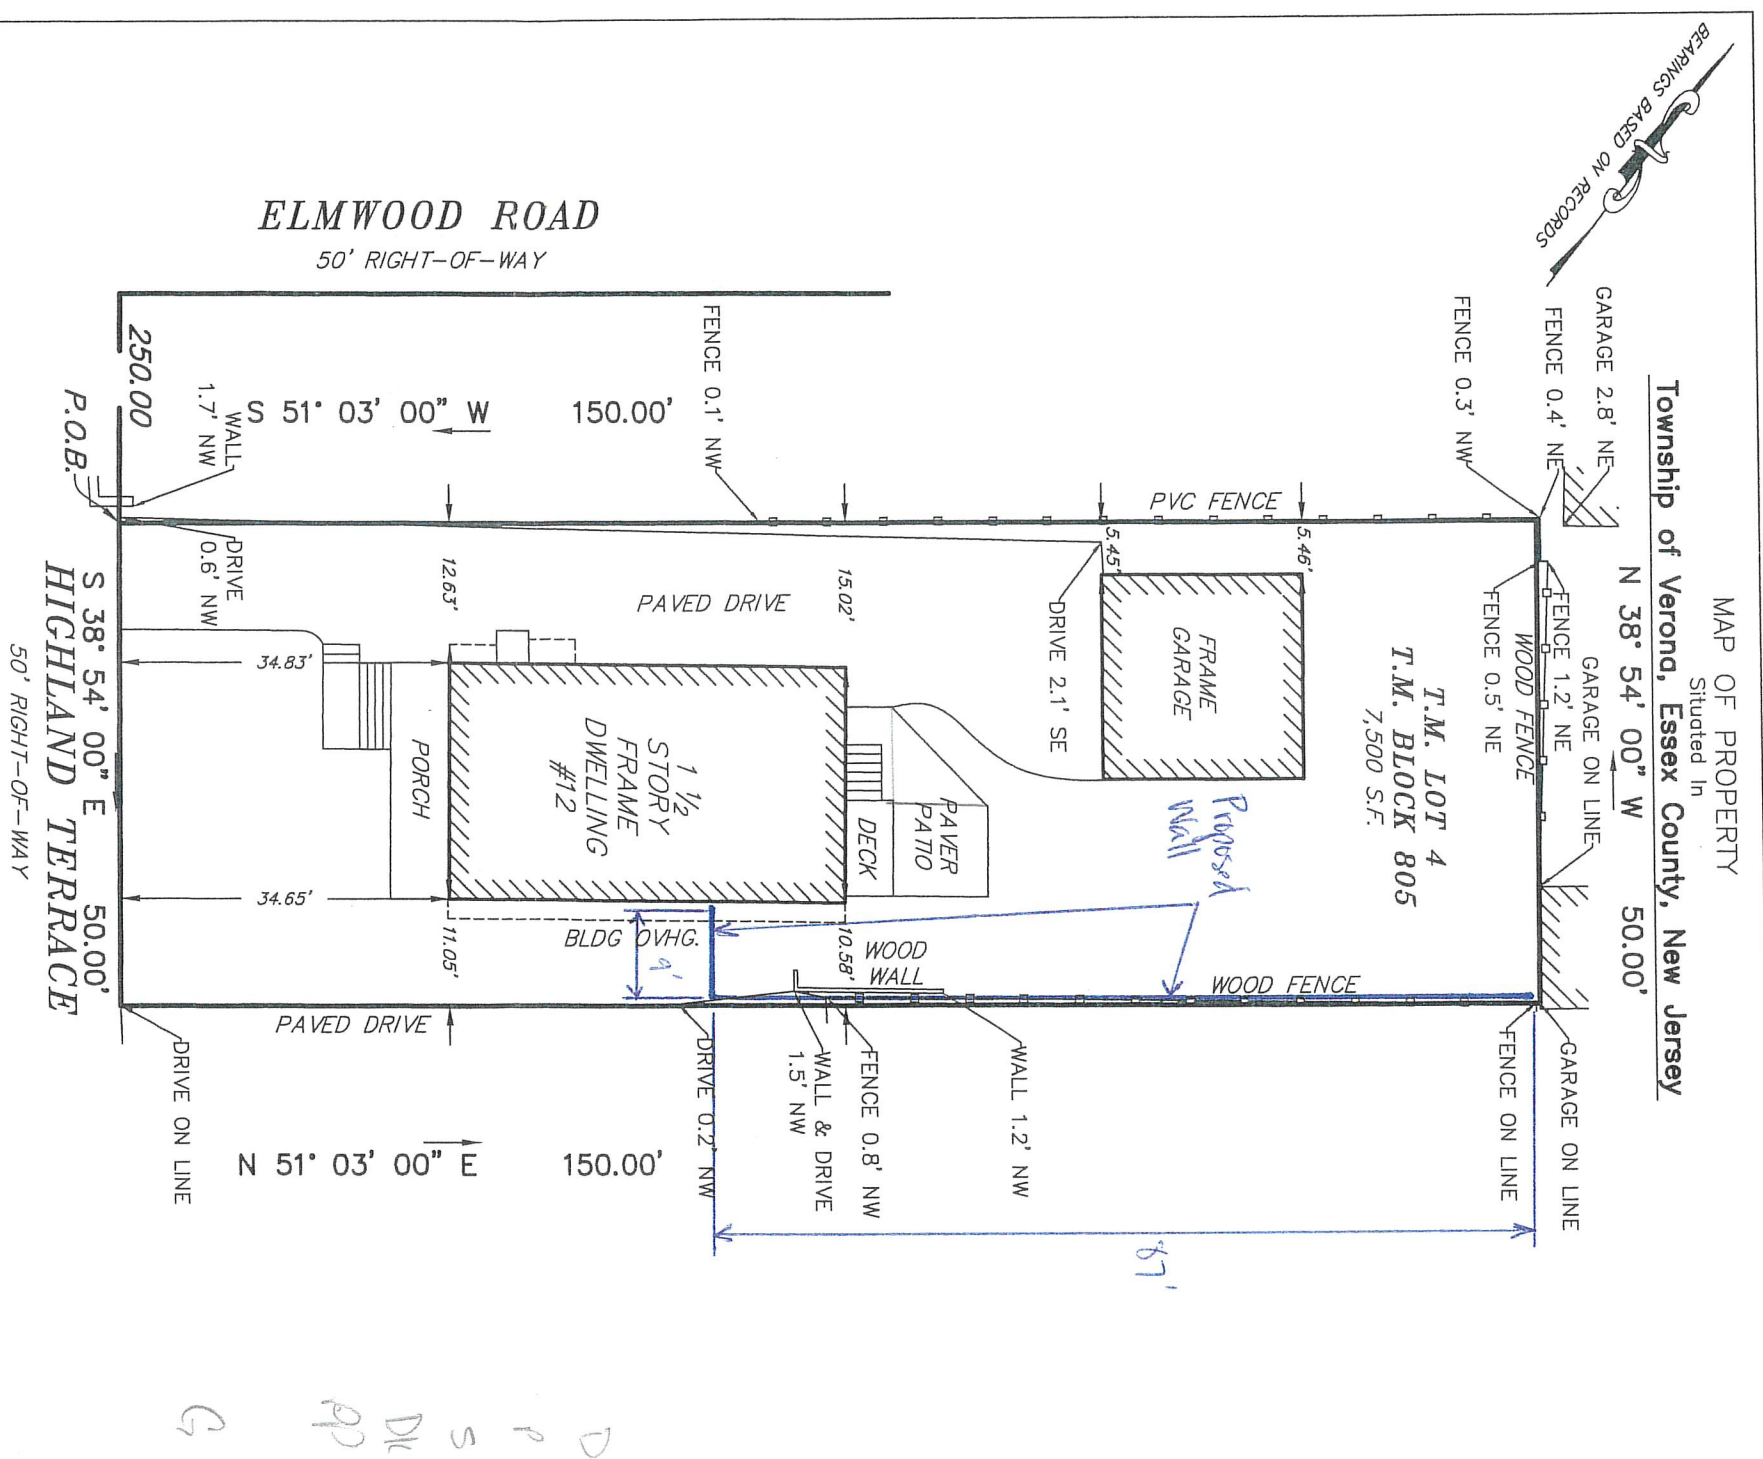 MAP OF PROPERTY
Situated In
Township of Verona, Essex County, New Jersey
BEARINGS BASED ON RECORDS
N 38° 54' 00" W 50.00'
GARAGE 2.8' NE
FENCE 0.4' NE
FENCE 0.3' NW
FENCE 1.2' NE
WOOD FENCE
FENCE 0.5' NE
GARAGE ON LINE
GARAGE ON LINE
FENCE ON LINE
ELMWOOD ROAD
50' RIGHT-OF-WAY
250.00
P.O.B.
WALL
1.7' NW
S 51° 03' 00" W 150.00'
FENCE 0.1' NW
PVC FENCE
5.45'
5.46'
DRIVE
0.6' NW
12.63'
15.02'
PAVED DRIVE
DRIVE 2.1' SE
FRAME
GARAGE
T.M. LOT 4
T.M. BLOCK 805
7,500 S.F.
34.83'
PORCH
34.65'
1 ½
STORY
FRAME
DWELLING
#12
PAVER
PATIO
DECK
Proposed
Wall
BLDG OVHG.
9'
11.05'
10.58'
WOOD
WALL
WOOD FENCE
PAVED DRIVE
DRIVE ON LINE
DRIVE 0.2' NW
WALL & DRIVE
1.5' NW
FENCE 0.8' NW
WALL 1.2' NW
N 51° 03' 00" E 150.00'
87'
S 38° 54' 00" E 50.00'
HIGHLAND TERRACE
50' RIGHT-OF-WAY
D
P
S
G